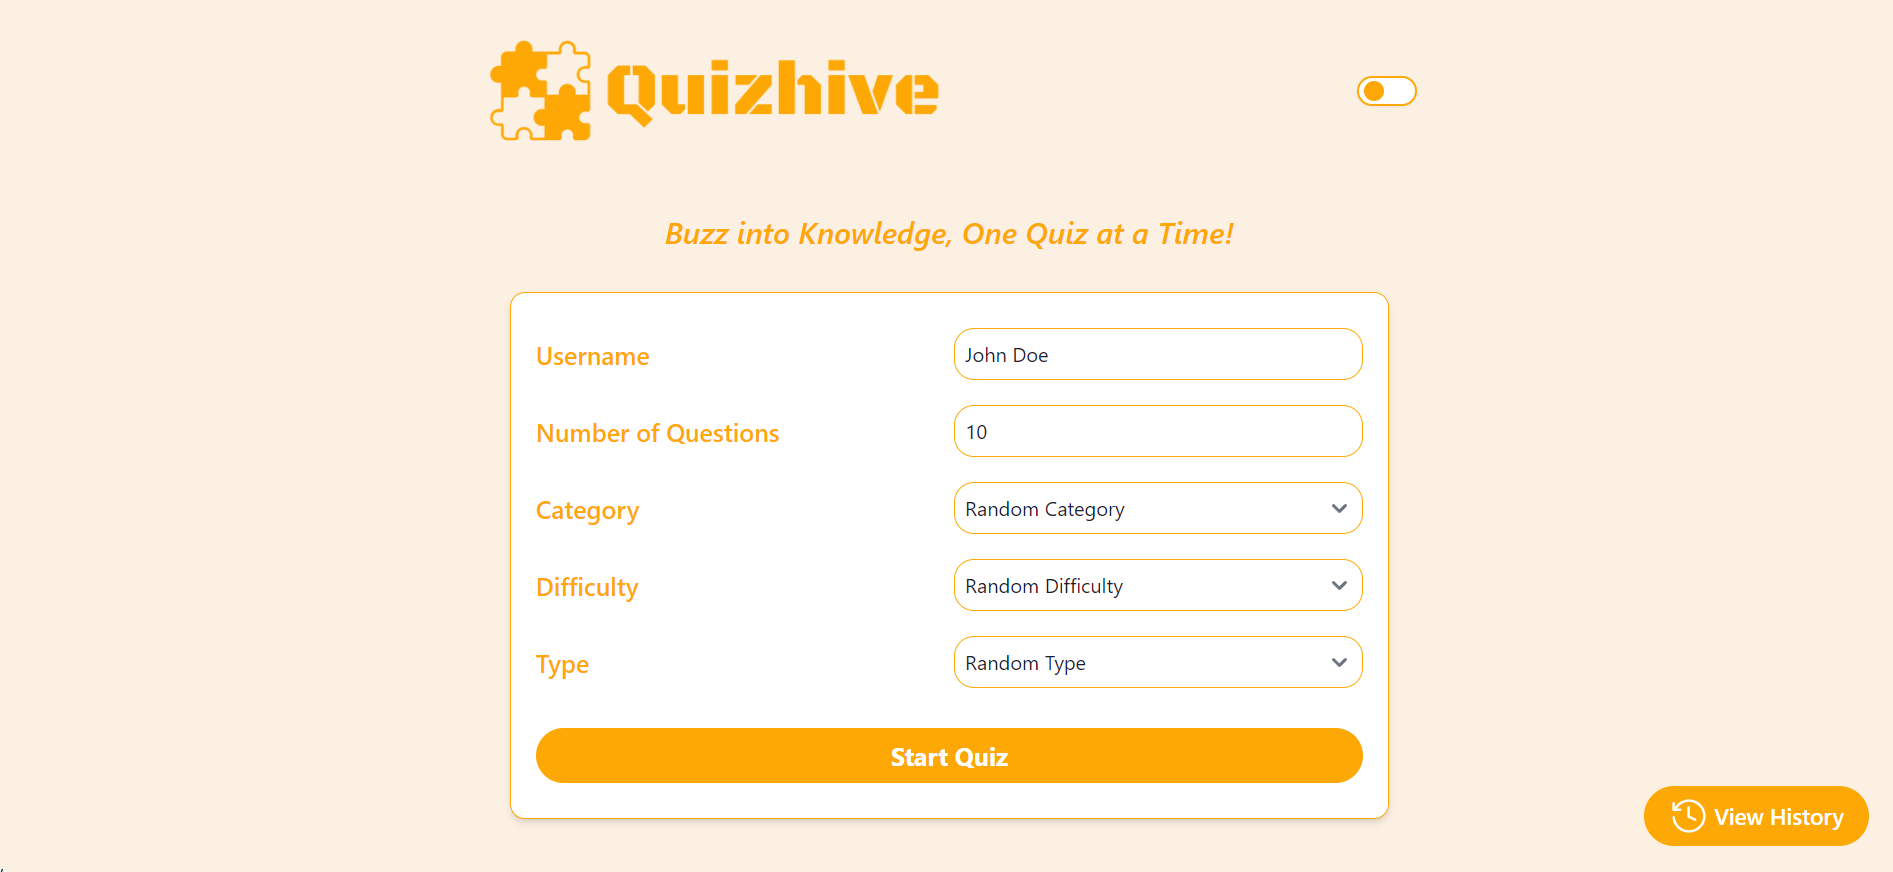 Quizhive
Buzz into Knowledge, One Quiz at a Time!
Username
John Doe
Number of Questions
10
Category
Random Category
Difficulty
Random Difficulty
Type
Random Type
Start Quiz
View History